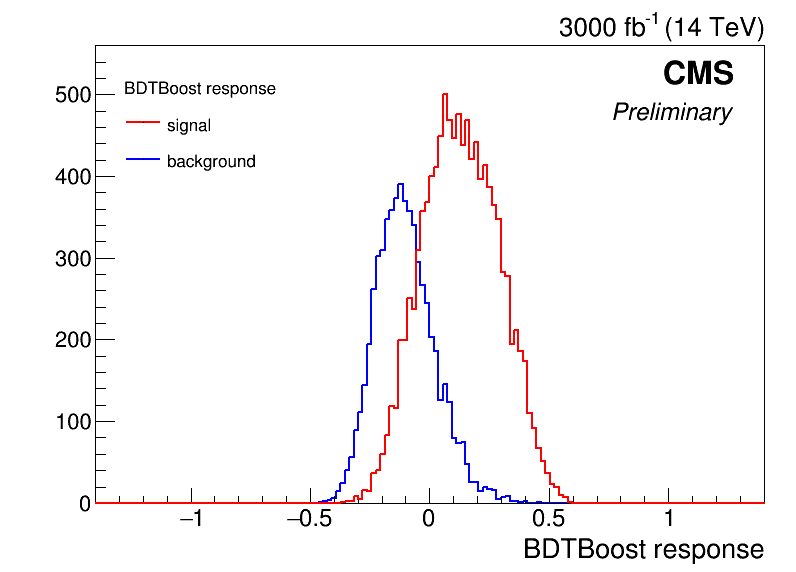 3000 fb-1 (14 TeV)
CMS
Preliminary
BDTBoost response
signal
background
500
400
300
200
100
0
−1 −0.5 0 0.5 1
BDTBoost response